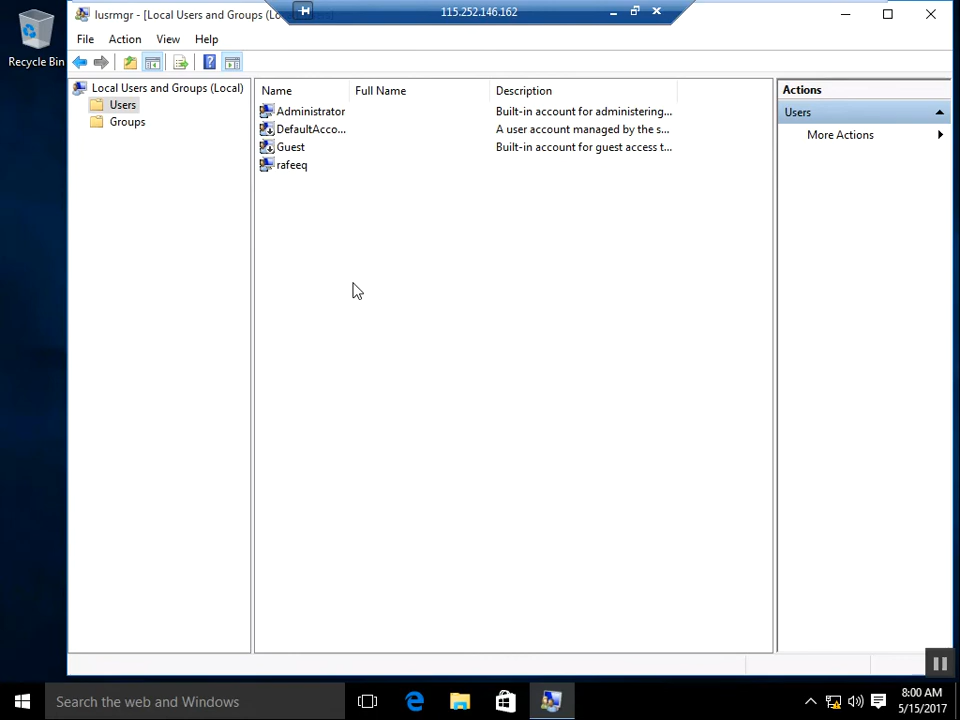 lusrmgr - [Local Users and Groups (Lo
115.252.146.162
Recycle Bin
File Action View Help
Local Users and Groups (Local)
Users
Groups
Name Full Name Description
Administrator Built-in account for administering...
DefaultAcco... A user account managed by the s...
Guest Built-in account for guest access t...
rafeeq
Actions
Users
More Actions
Search the web and Windows
8:00 AM
5/15/2017